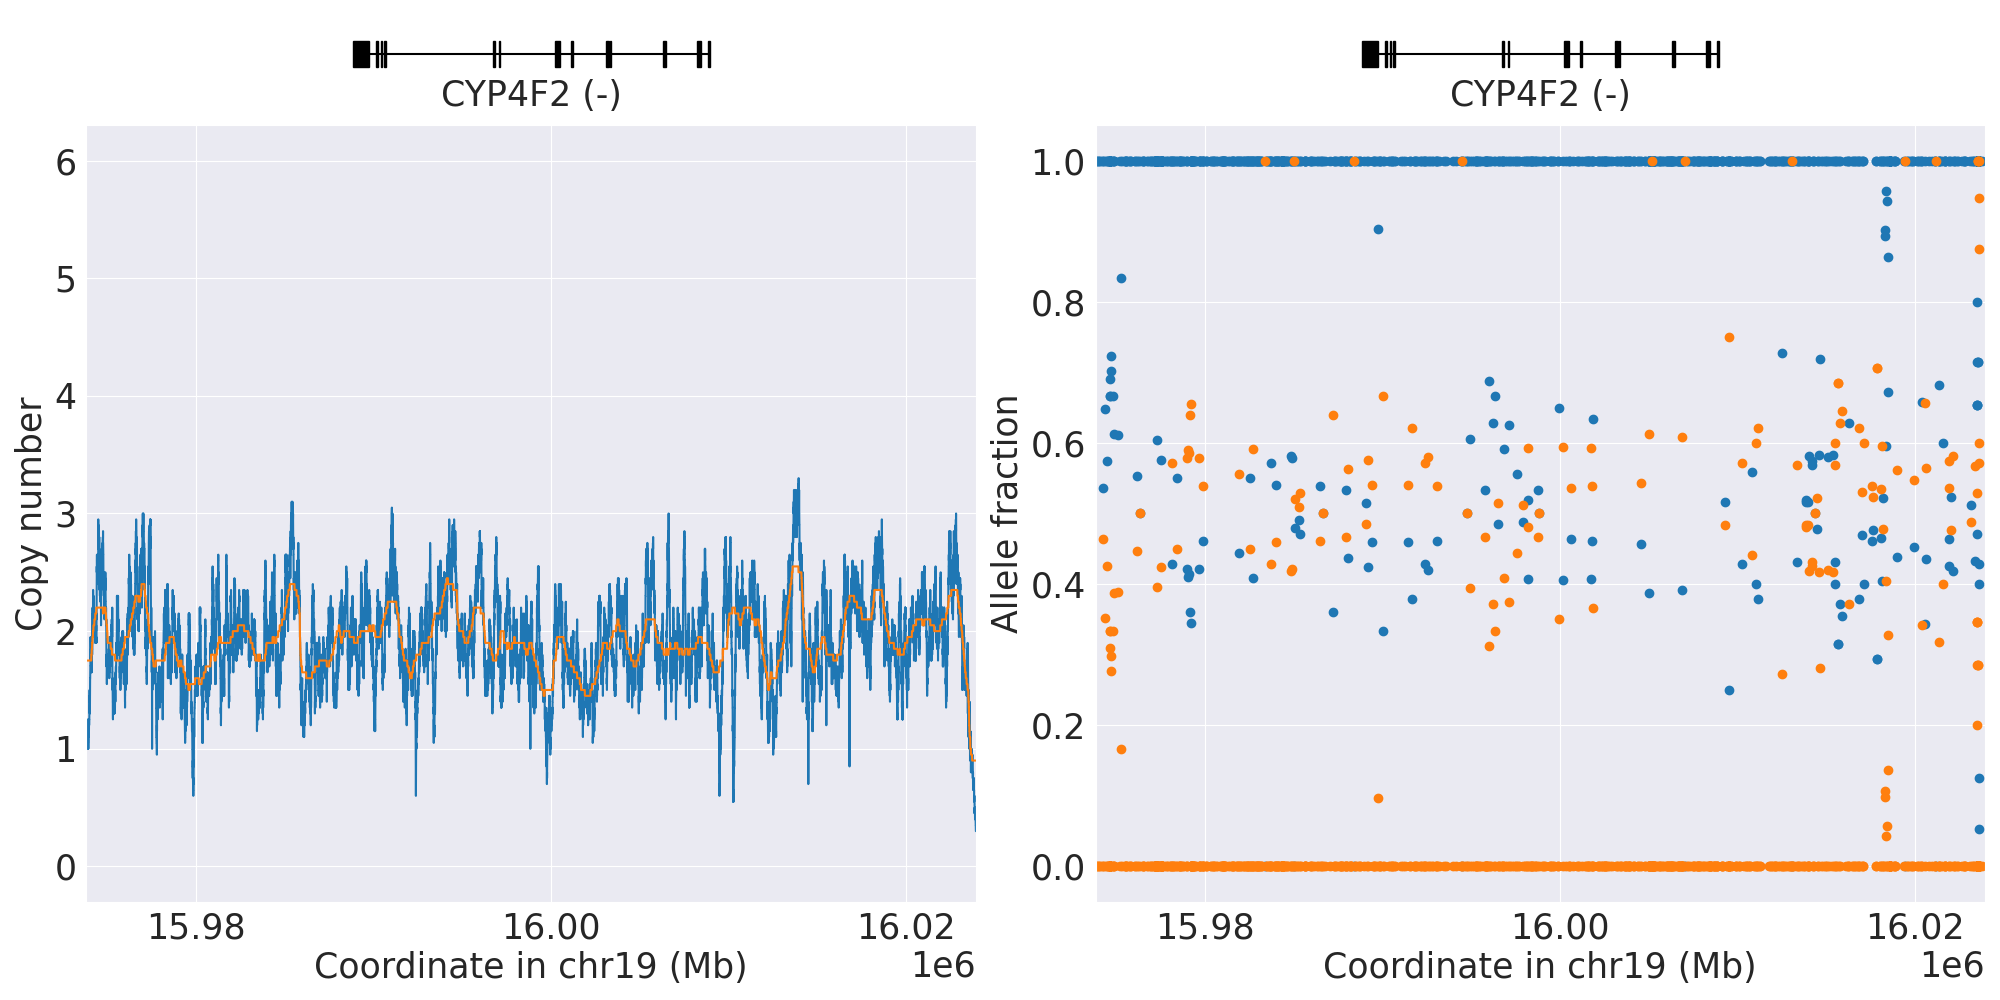 CYP4F2 (-)
6
5
4
3
2
1
0
Copy number
15.98
16.00
16.02
Coordinate in chr19 (Mb)
1e6
CYP4F2 (-)
1.0
0.8
0.6
0.4
0.2
0.0
Allele fraction
15.98
16.00
16.02
Coordinate in chr19 (Mb)
1e6